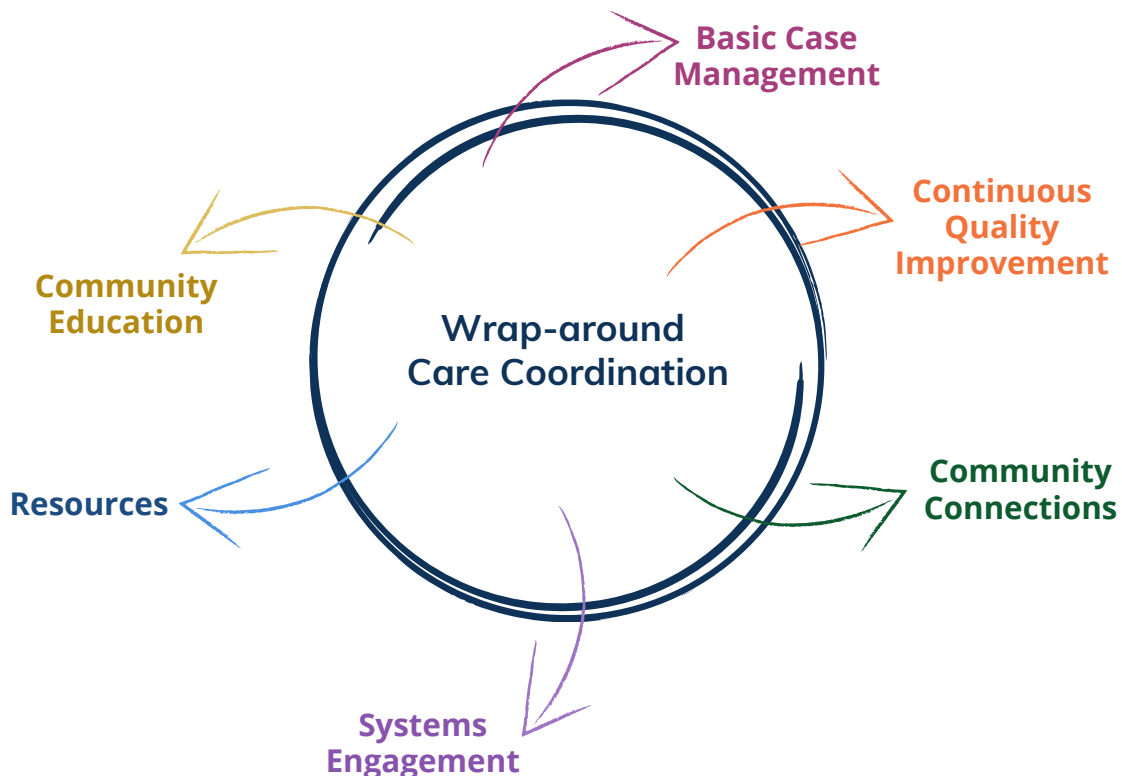 Basic Case
Management
Continuous
Quality
Improvement
Community
Education
Wrap-around
Care Coordination
Resources
Community
Connections
Systems
Engagement